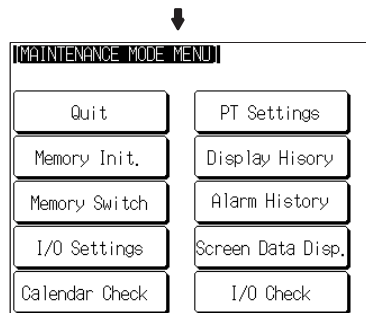 [MAINTENANCE MODE MENU]
Quit
PT Settings
Memory Init.
Display Hisory
Memory Switch
Alarm History
I/O Settings
Screen Data Disp.
Calendar Check
I/O Check